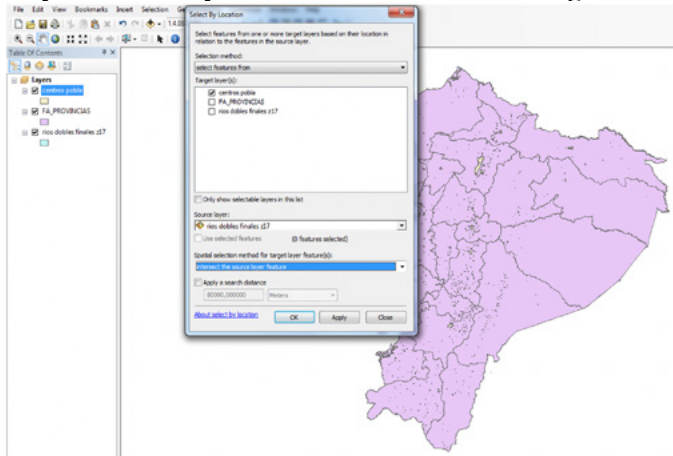 File Edit View Bookmarks Insert Selection
Select By Location
Table Of Contents
Layers
centros pobla
FA_PROVINCIAS
rios dobles finales z17
Select features from one or more target layers based on their location in
relation to the features in the source layer.
Selection method:
select features from
Target layer(s):
centros pobla
FA_PROVINCIAS
rios dobles finales z17
Only show selectable layers in this list
Source layer:
rios dobles finales z17
Use selected features (0 features selected)
Spatial selection method for target layer feature(s):
intersect the source layer feature
Apply a search distance
80000,000000 Meters
About select by location OK Apply Close